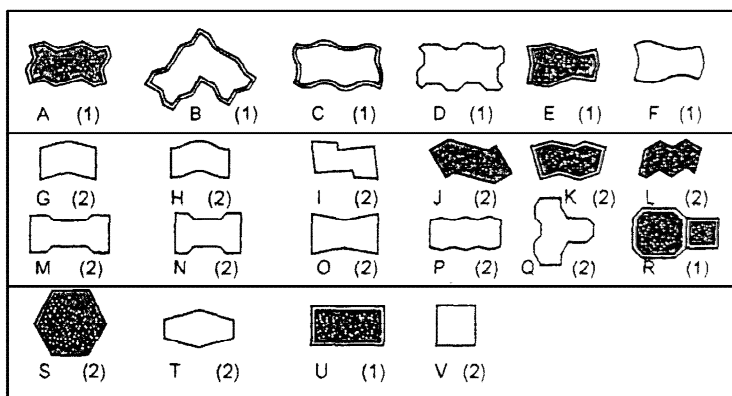 A (1) B (1) C (1) D (1) E (1) F (1)
G (2) H (2) I (2) J (2) K (2) L (2)
M (2) N (2) O (2) P (2) Q (2) R (1)
S (2) T (2) U (1) V (2)